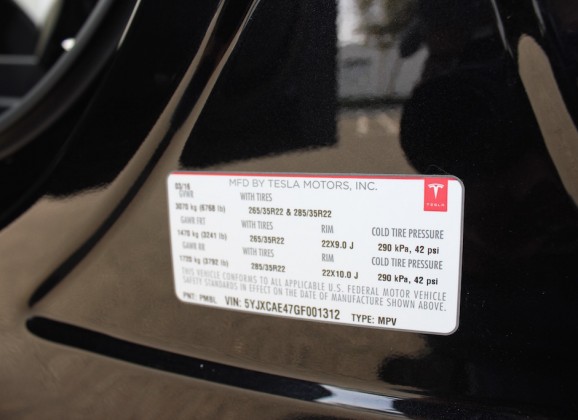 03/16 MFD BY TESLA MOTORS, INC.
GVWR WITH TIRES
3070 kg (6768 lb) 265/35R22 & 285/35R22
GAWR FRT WITH TIRES RIM COLD TIRE PRESSURE
1470 kg (3241 lb) 265/35R22 22X9.0 J 290 kPa, 42 psi
GAWR RR WITH TIRES RIM COLD TIRE PRESSURE
1720 kg (3792 lb) 285/35R22 22X10.0 J 290 kPa, 42 psi
THIS VEHICLE CONFORMS TO ALL APPLICABLE U.S. FEDERAL MOTOR VEHICLE
SAFETY STANDARDS IN EFFECT ON THE DATE OF MANUFACTURE SHOWN ABOVE.
PNT: PMBL VIN: 5YJXCAE47GF001312 TYPE: MPV
TESLA